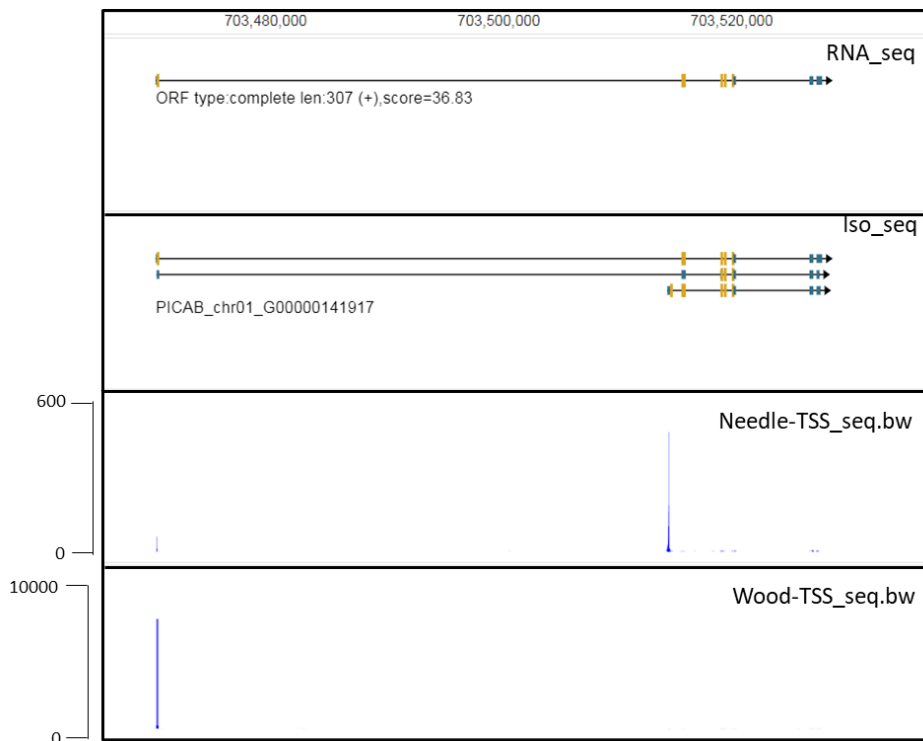 703,480,000 703,500,000 703,520,000
RNA_seq
ORF type:complete len:307 (+),score=36.83
Iso_seq
PICAB_chr01_G00000141917
600
Needle-TSS_seq.bw
0
10000
Wood-TSS_seq.bw
0